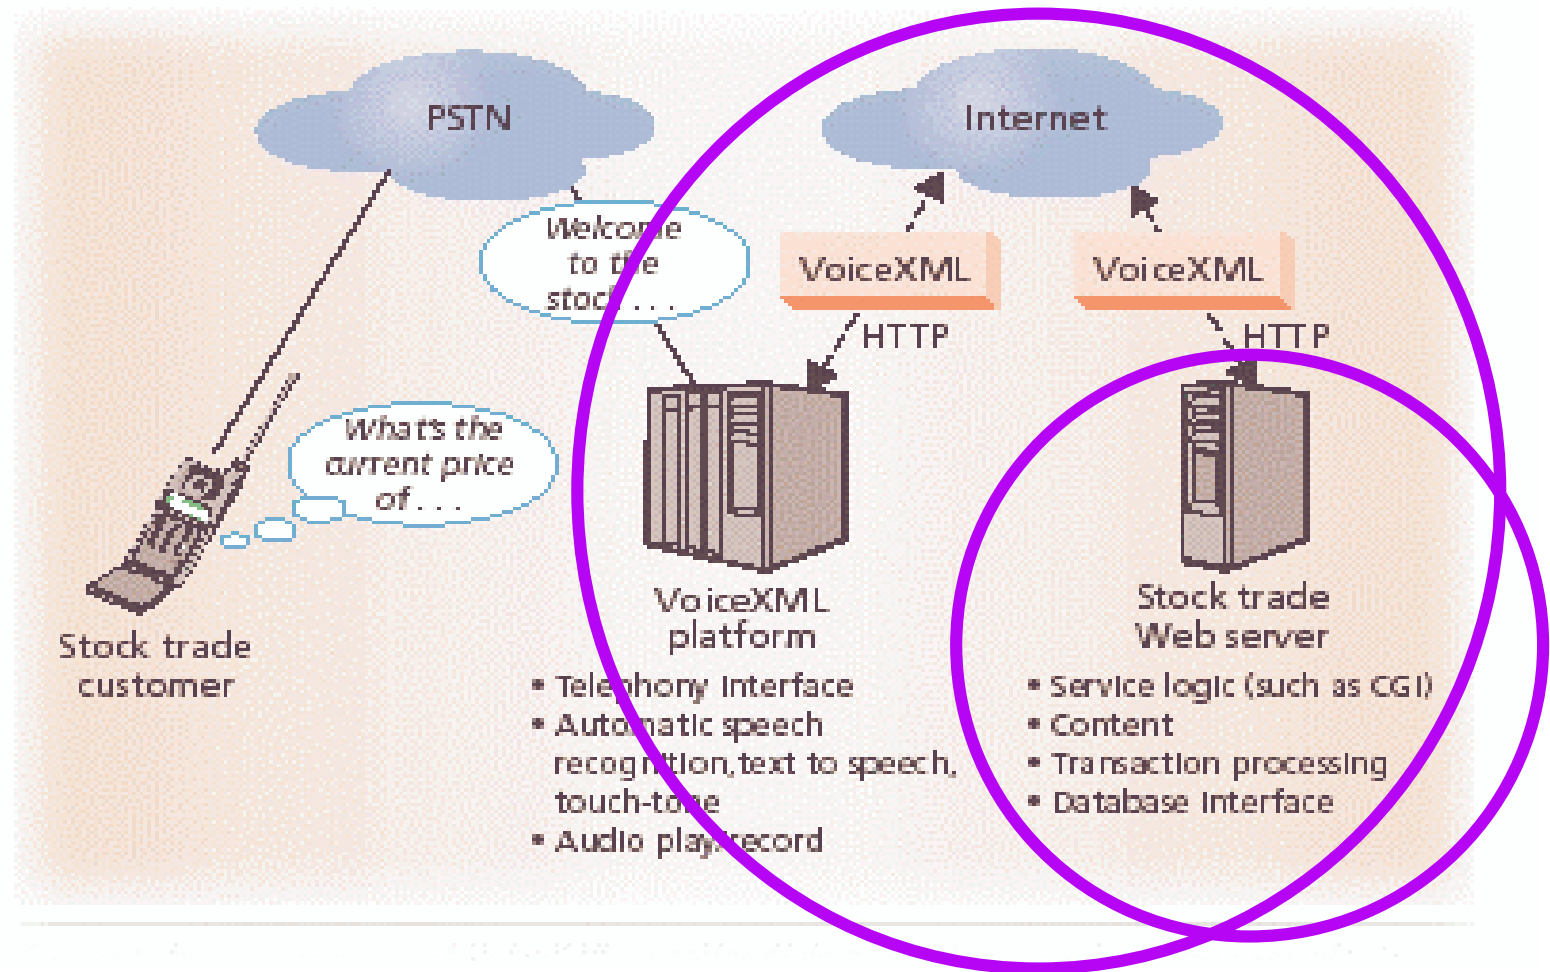 PSTN
Internet
Welcome
to the
stock . . .
VoiceXML
VoiceXML
HTTP
HTTP
What's the
current price
of . . .
Stock trade
customer
VoiceXML
platform
• Telephony interface
• Automatic speech
recognition, text to speech,
touch-tone
• Audio play/record
Stock trade
Web server
• Service logic (such as CGI)
• Content
• Transaction processing
• Database interface